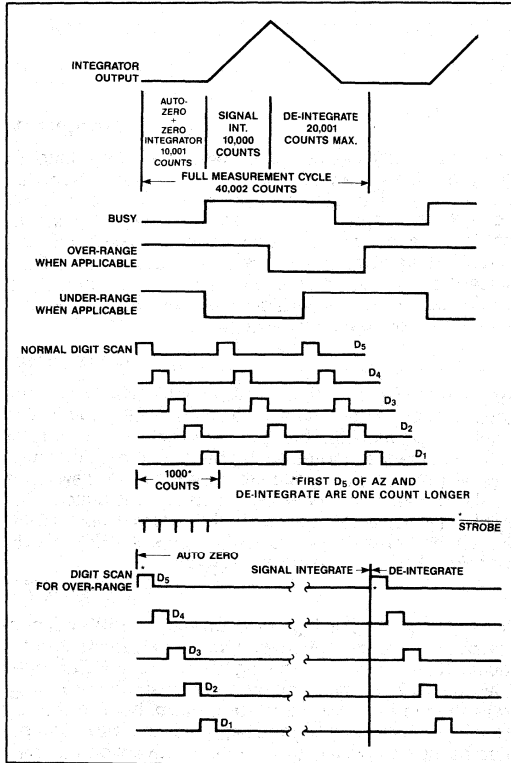 INTEGRATOR
OUTPUT
AUTO-
ZERO
+
ZERO
INTEGRATOR
10,001
COUNTS
SIGNAL
INT.
10,000
COUNTS
DE-INTEGRATE
20,001
COUNTS MAX.
FULL MEASUREMENT CYCLE
40,002 COUNTS
BUSY
OVER-RANGE
WHEN APPLICABLE
UNDER-RANGE
WHEN APPLICABLE
NORMAL DIGIT SCAN
D5
D4
D3
D2
D1
1000*
COUNTS
*FIRST D5 OF AZ AND
DE-INTEGRATE ARE ONE COUNT LONGER
*
STROBE
AUTO ZERO
SIGNAL INTEGRATE
DE-INTEGRATE
DIGIT SCAN
FOR OVER-RANGE
*
D5
*
D4
D3
D2
D1